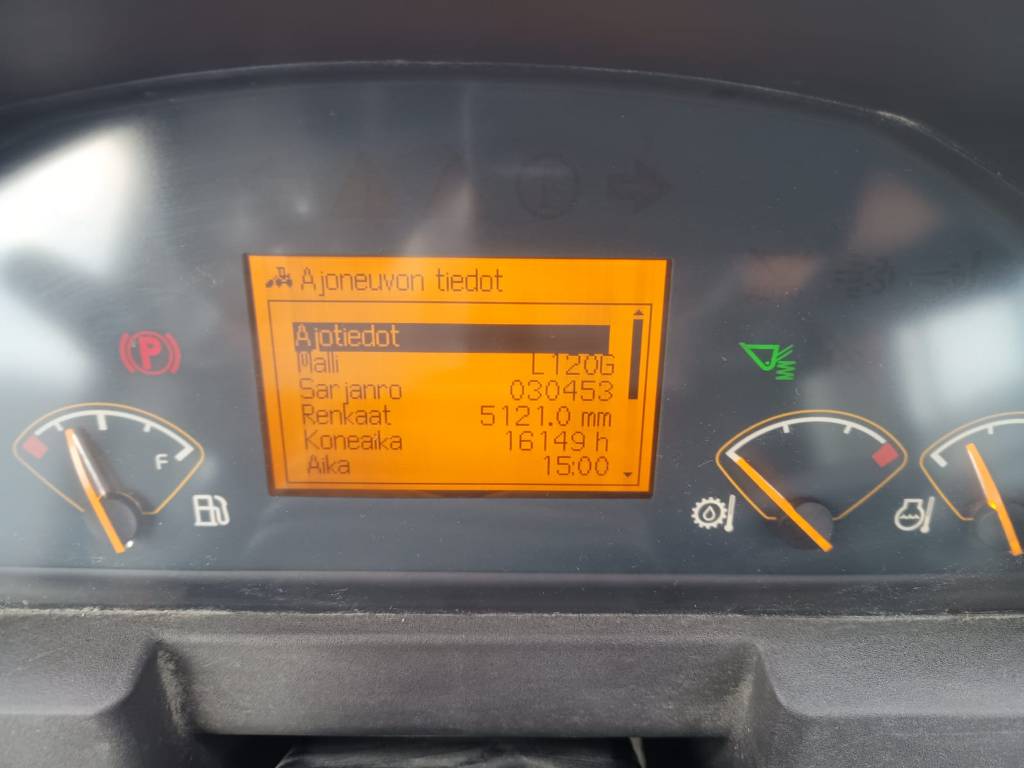 Ajoneuvon tiedot
Ajotiedot
Malli L120G
Sarjanro 030453
Renkaat 5121.0 mm
Koneaika 16149 h
Aika 15:00
P
F